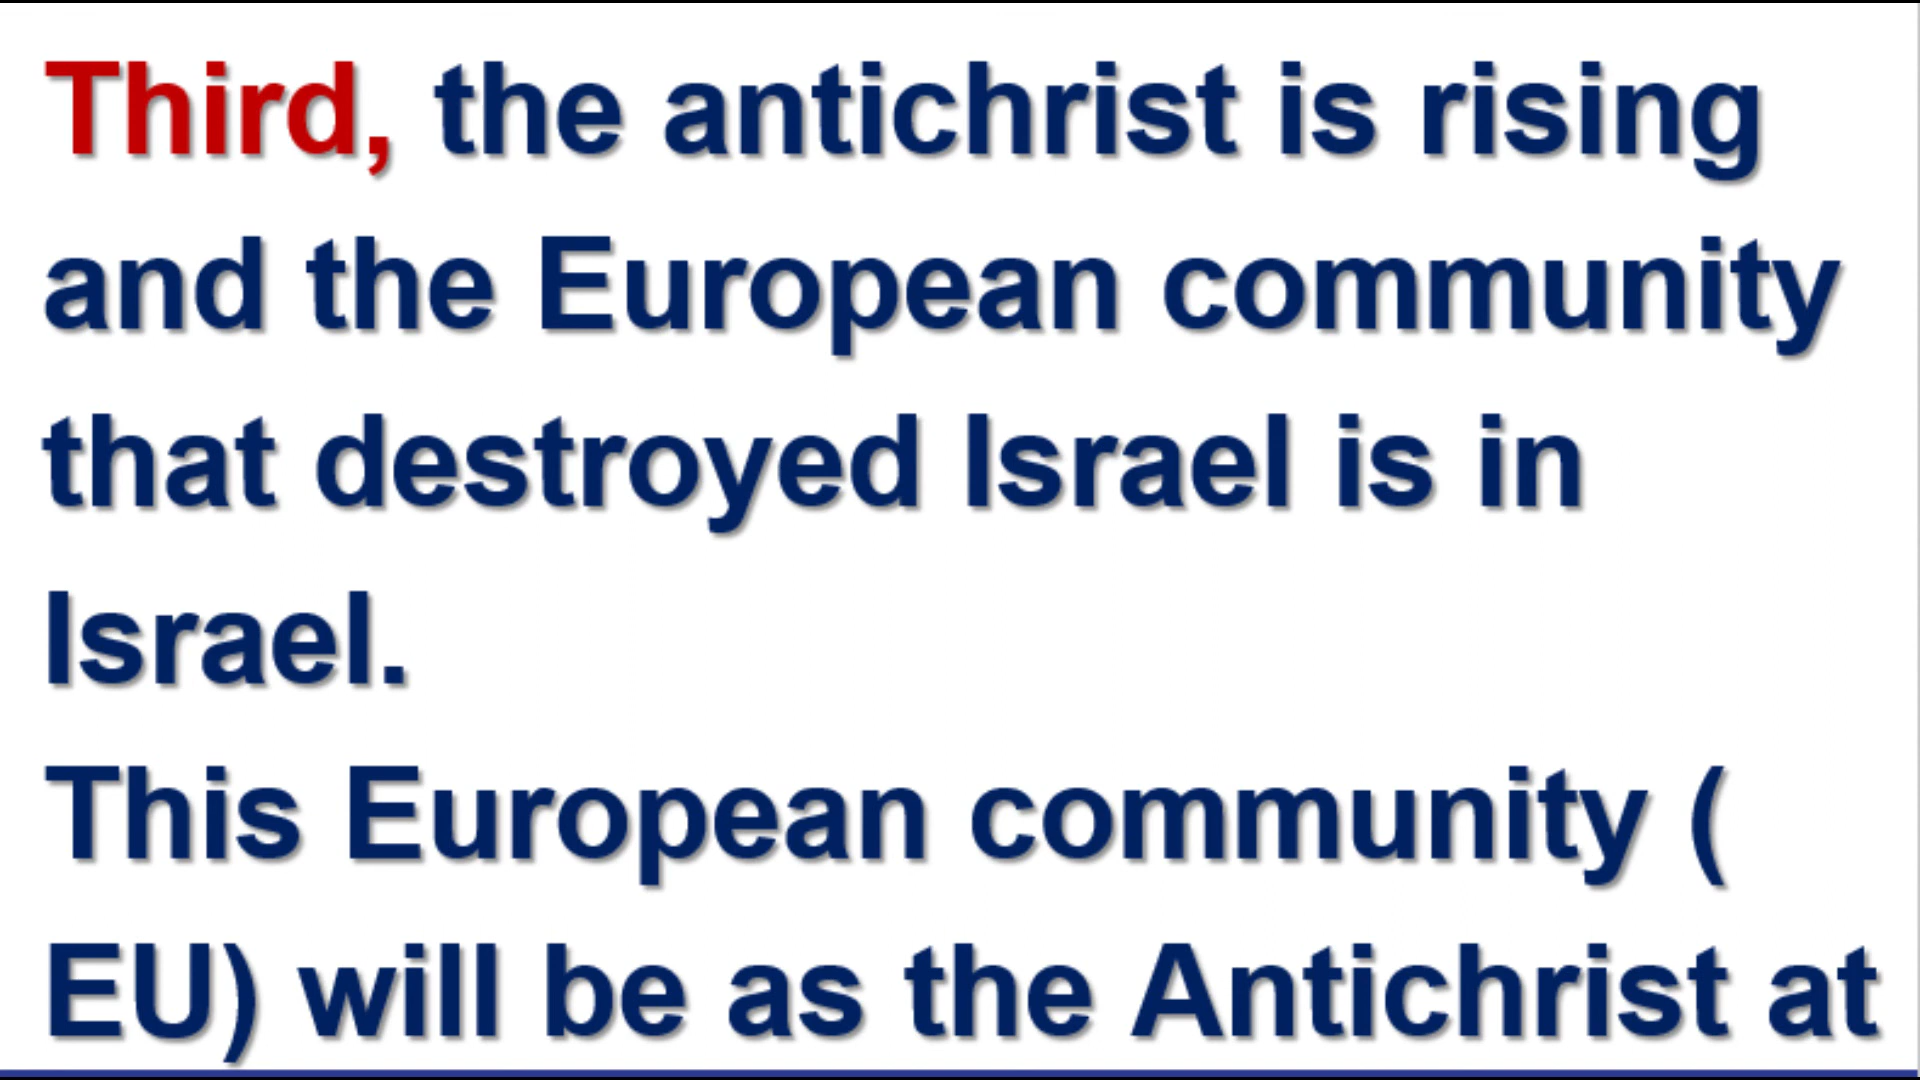 Third, the antichrist is rising
and the European community
that destroyed Israel is in
Israel.
This European community (
EU) will be as the Antichrist at